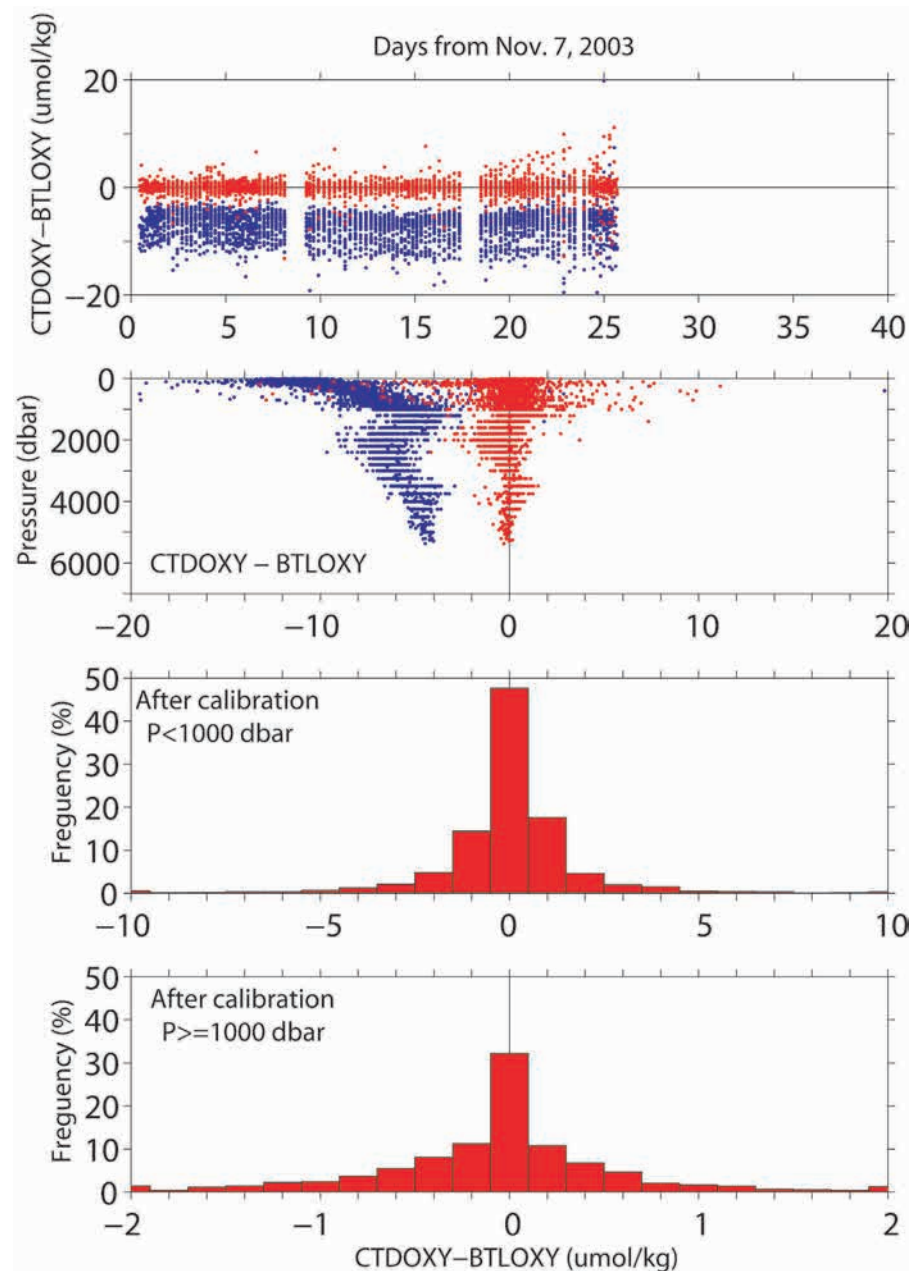 Days from Nov. 7, 2003
CTDOXY−BTLOXY (umol/kg)
20
0
−20
0 5 10 15 20 25 30 35 40
Pressure (dbar)
0
2000
4000
6000
CTDOXY − BTLOXY
−20 −10 0 10 20
Freguency (%)
50
40
30
20
10
0
After calibration
P<1000 dbar
−10 −5 0 5 10
Freguency (%)
50
40
30
20
10
0
After calibration
P>=1000 dbar
−2 −1 0 1 2
CTDOXY−BTLOXY (umol/kg)